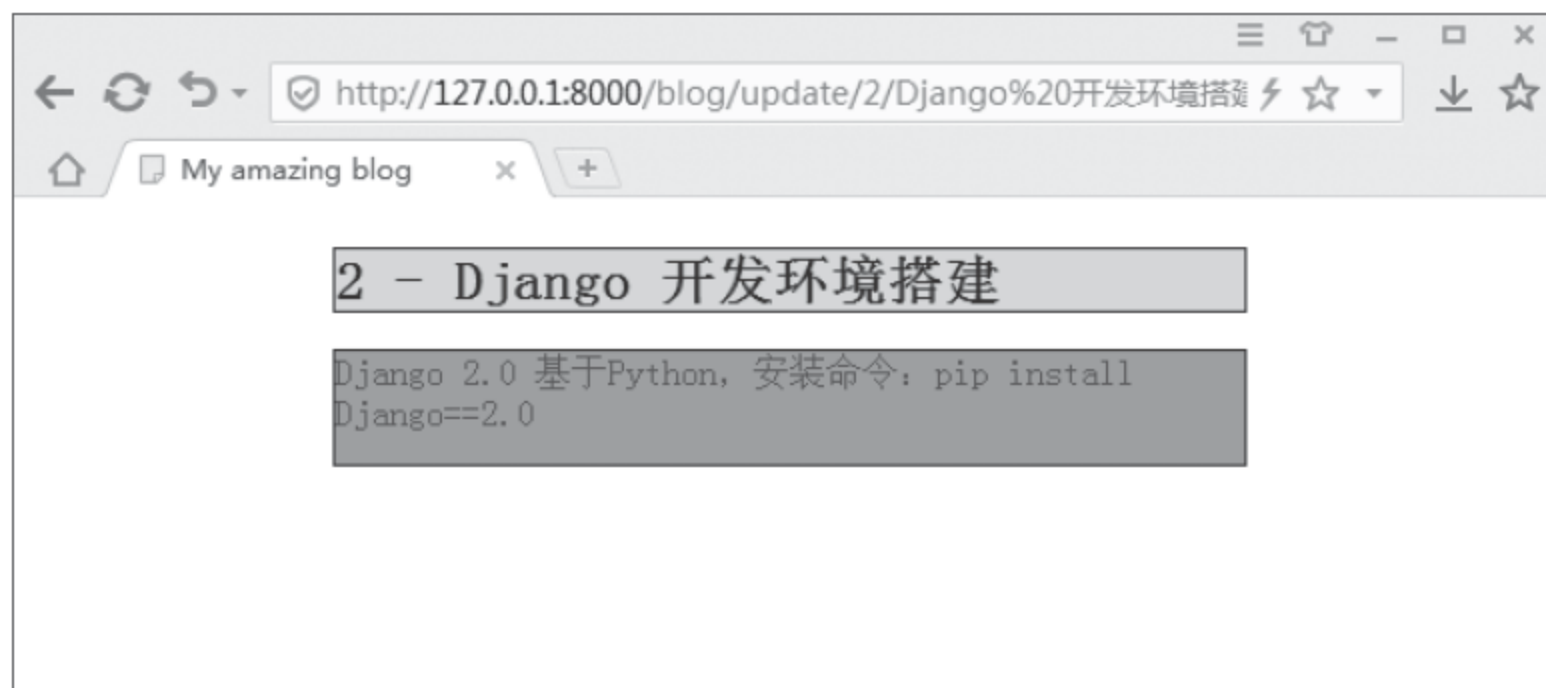 http://127.0.0.1:8000/blog/update/2/Django%20开发环境搭建
My amazing blog
2 - Django 开发环境搭建
Django 2.0 基于Python，安装命令：pip install
Django==2.0